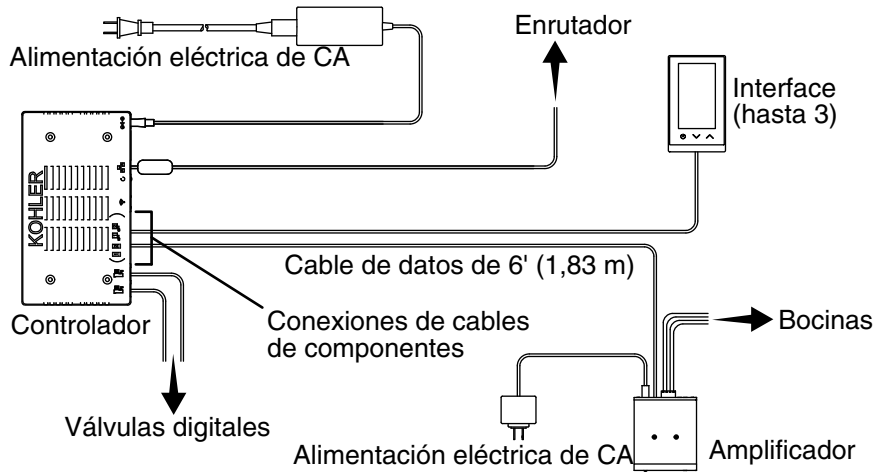 Alimentación eléctrica de CA
Enrutador
Interface
(hasta 3)
KOHLER
Cable de datos de 6' (1,83 m)
Controlador
Conexiones de cables
de componentes
Bocinas
Válvulas digitales
Alimentación eléctrica de CA
Amplificador